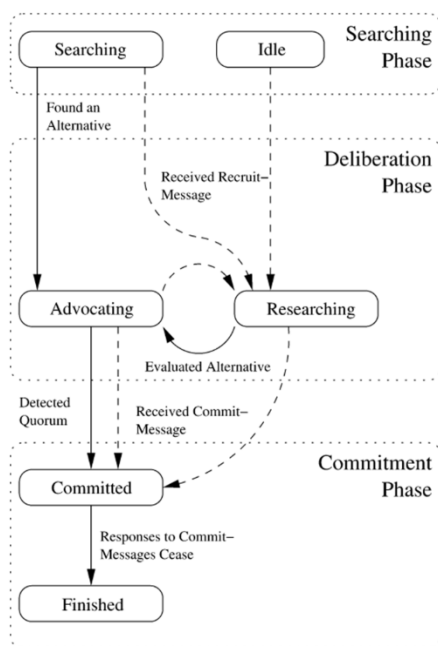 Searching
Phase
Searching
Idle
Found an
Alternative
Deliberation
Phase
Received Recruit–
Message
Advocating
Researching
Evaluated Alternative
Detected
Quorum
Received Commit–
Message
Commitment
Phase
Committed
Responses to Commit–
Messages Cease
Finished